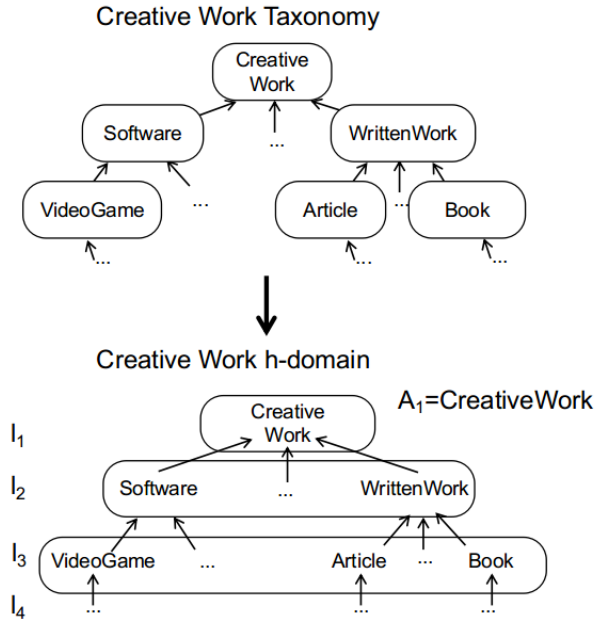 Creative Work Taxonomy
Creative
Work
Software
...
WrittenWork
VideoGame
...
Article
...
Book
...
...
...
Creative Work h-domain
A₁=CreativeWork
Creative
Work
l₁
l₂
Software
...
WrittenWork
l₃
VideoGame
...
Article
...
Book
l₄
...
...
...